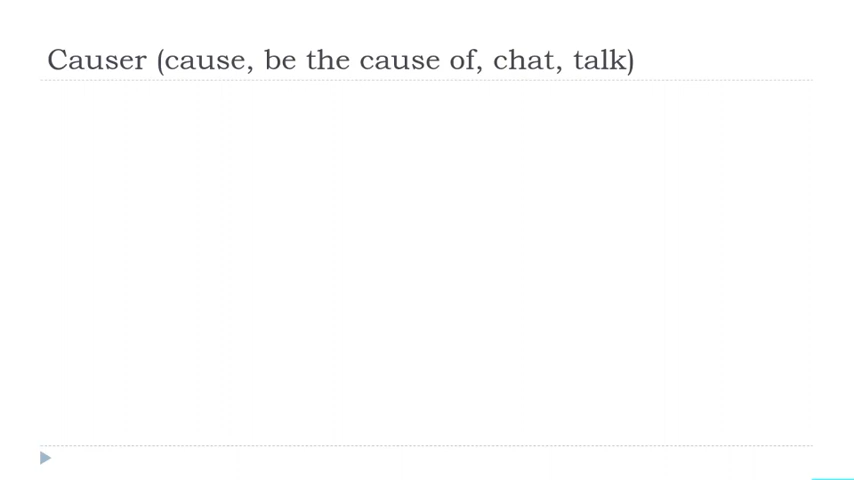 Causer (cause, be the cause of, chat, talk)